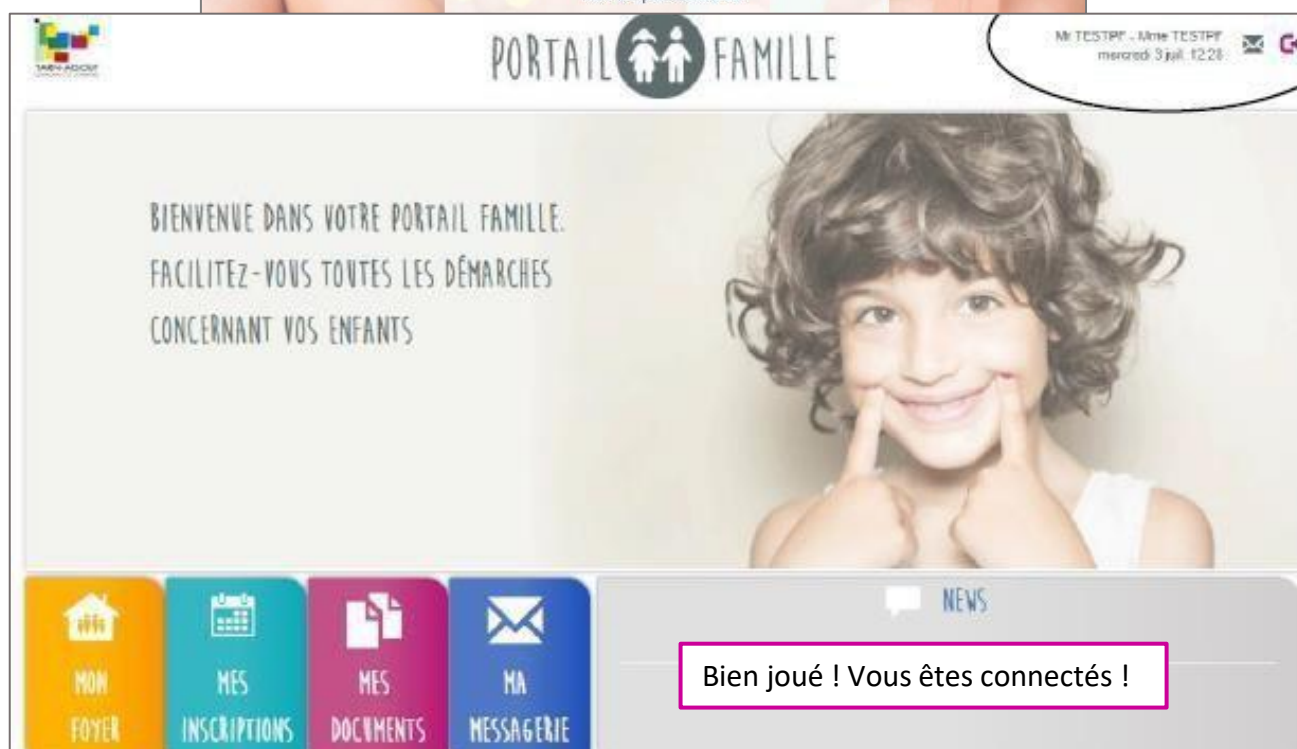 PORTAIL FAMILLE
Mr TESTPF - Mme TESTPF
mercredi 3 juil. 12:28
BIENVENUE DANS VOTRE PORTAIL FAMILLE.
FACILITEZ-VOUS TOUTES LES DÉMARCHES
CONCERNANT VOS ENFANTS
MON
FOYER
MES
INSCRIPTIONS
MES
DOCUMENTS
MA
MESSAGERIE
NEWS
Bien joué ! Vous êtes connectés !